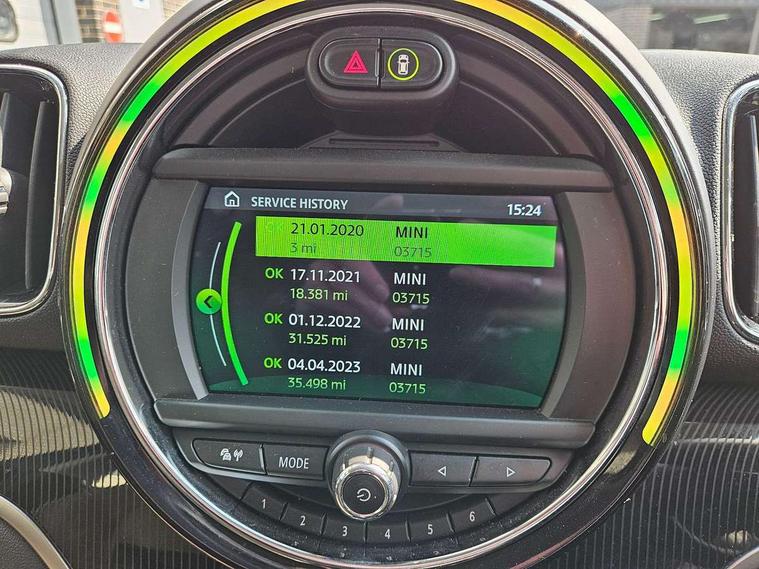 SERVICE HISTORY 15:24
OK 21.01.2020 MINI
3 mi 03715
OK 17.11.2021 MINI
18.381 mi 03715
OK 01.12.2022 MINI
31.525 mi 03715
OK 04.04.2023 MINI
35.498 mi 03715
MODE
1 2 3 4 5 6